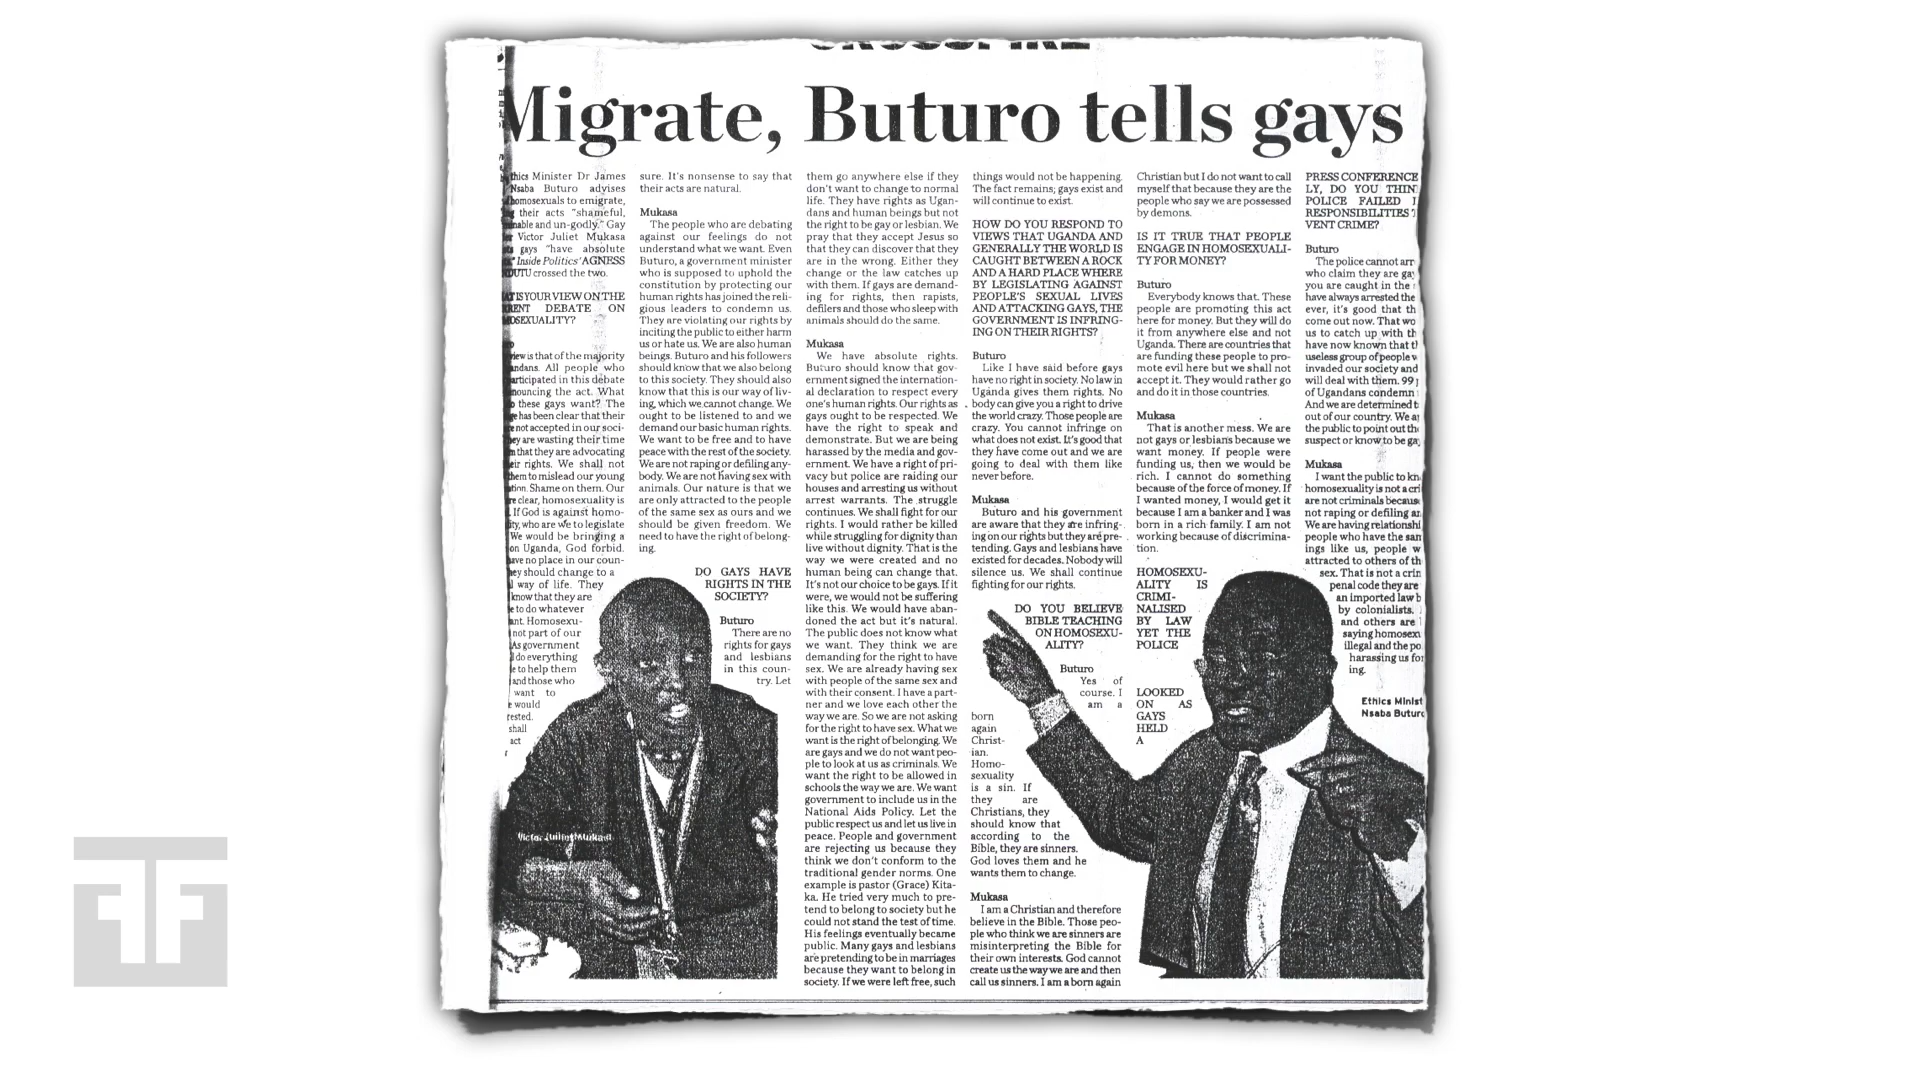 Migrate, Buturo tells gays
Minister Dr James
Nsaba Buturo advises
homosexuals to emigrate,
their acts "shameful,
and un-godly." Gay
Victor Juliet Mukasa
gays "have absolute
"Inside Politics' AGNESS
crossed the two.
IS YOUR VIEW ON THE
DEBATE ON
view is that of the majority
All people who
participated in this debate
the act. What
these gays want? The
has been clear that their
not accepted in our soci-
are wasting their time
that they are advocating
rights. We shall not
them to mislead our young
Shame on them. Our
clear, homosexuality is
If God is against homo-
who are we to legislate
We would be bringing a
on Uganda, God forbid.
have no place in our coun-
should change to a
way of life. They
know that they are
to do whatever
Homosexu-
not part of our
As government
do everything
to help them
and those who
want to
would
shall
act
sure. It's nonsense to say that
their acts are natural.
Mukasa
The people who are debating
against our feelings do not
understand what we want. Even
Buturo, a government minister
who is supposed to uphold the
constitution by protecting our
human rights has joined the reli-
gious leaders to condemn us.
They are violating our rights by
inciting the public to either harm
us or hate us. We are also human
beings. Buturo and his followers
should know that we also belong
to this society. They should also
know that this is our way of liv-
ing, which we cannot change. We
ought to be listened to and we
demand our basic human rights.
We want to be free and to have
peace with the rest of the society.
We are not raping or defiling any-
body. We are not having sex with
animals. Our nature is that we
are only attracted to the people
of the same sex as ours and we
should be given freedom. We
need to have the right of belong-
ing.
DO GAYS HAVE
RIGHTS IN THE
SOCIETY?
Buturo
There are no
rights for gays
and lesbians
in this coun-
try. Let
Victor Juliet Mukasa
them go anywhere else if they
don't want to change to normal
life. They have rights as Ugan-
dans and human beings but not
the right to be gay or lesbian. We
pray that they accept Jesus so
that they can discover that they
are in the wrong. Either they
change or the law catches up
with them. If gays are demand-
ing for rights, then rapists,
defilers and those who sleep with
animals should do the same.
Mukasa
We have absolute rights.
Buturo should know that gov-
ernment signed the internation-
al declaration to respect every
one's human rights. Our rights as
gays ought to be respected. We
have the right to speak and
demonstrate. But we are being
harassed by the media and gov-
ernment. We have a right of pri-
vacy but police are raiding our
houses and arresting us without
arrest warrants. The struggle
continues. We shall fight for our
rights. I would rather be killed
while struggling for dignity than
live without dignity. That is the
way we were created and no
human being can change that.
It's not our choice to be gays. If it
were, we would not be suffering
like this. We would have aban-
doned the act but it's natural.
The public does not know what
we want. They think we are
demanding for the right to have
sex. We are already having sex
with people of the same sex and
with their consent. I have a part-
ner and we love each other the
way we are. So we are not asking
for the right to have sex. What we
want is the right of belonging. We
are gays and we do not want peo-
ple to look at us as criminals. We
want the right to be allowed in
schools the way we are. We want
government to include us in the
National Aids Policy. Let the
public respect us and let us live in
peace. People and government
are rejecting us because they
think we don't conform to the
traditional gender norms. One
example is pastor (Grace) Kita-
ka. He tried very much to pre-
tend to belong to society but he
could not stand the test of time.
His feelings eventually became
public. Many gays and lesbians
are pretending to be in marriages
because they want to belong in
society. If we were left free, such
things would not be happening.
The fact remains; gays exist and
will continue to exist.
HOW DO YOU RESPOND TO
VIEWS THAT UGANDA AND
GENERALLY THE WORLD IS
CAUGHT BETWEEN A ROCK
AND A HARD PLACE WHERE
BY LEGISLATING AGAINST
PEOPLE'S SEXUAL LIVES
AND ATTACKING GAYS, THE
GOVERNMENT IS INFRING-
ING ON THEIR RIGHTS?
Buturo
Like I have said before gays
have no right in society. No law in
Uganda gives them rights. No
body can give you a right to drive
the world crazy. Those people are
crazy. You cannot infringe on
what does not exist. It's good that
they have come out and we are
going to deal with them like
never before.
Mukasa
Buturo and his government
are aware that they are infring-
ing on our rights but they are pre-
tending. Gays and lesbians have
existed for decades. Nobody will
silence us. We shall continue
fighting for our rights.
DO YOU BELIEVE
BIBLE TEACHING
ON HOMOSEXU-
ALITY?
Buturo
Yes of
course. I
am a
born
again
Christ-
ian.
Homo-
sexuality
is a sin. If
they are
Christians, they
should know that
according to the
Bible, they are sinners.
God loves them and he
wants them to change.
Mukasa
I am a Christian and therefore
believe in the Bible. Those peo-
ple who think we are sinners are
misinterpreting the Bible for
their own interests. God cannot
create us the way we are and then
call us sinners. I am a born again
Christian but I do not want to call
myself that because they are the
people who say we are possessed
by demons.
IS IT TRUE THAT PEOPLE
ENGAGE IN HOMOSEXUALI-
TY FOR MONEY?
Buturo
Everybody knows that. These
people are promoting this act
here for money. But they will do
it from anywhere else and not
Uganda. There are countries that
are funding these people to pro-
mote evil here but we shall not
accept it. They would rather go
and do it in those countries.
Mukasa
That is another mess. We are
not gays or lesbians because we
want money. If people were
funding us, then we would be
rich. I cannot do something
because of the force of money. If
I wanted money, I would get it
because I am a banker and I was
born in a rich family. I am not
working because of discrimina-
tion.
HOMOSEXU-
ALITY IS
CRIMI-
NALISED
BY LAW
YET THE
POLICE
LOOKED
ON AS
GAYS
HELD
A
PRESS CONFERENCE
LY, DO YOU THIN
POLICE FAILED
RESPONSIBILITIES
VENT CRIME?
Buturo
The police cannot arr
who claim they are
you are caught in the
have always arrested the
ever, it's good that
come out now. That
us to catch up with
have now known that
useless group of people
invaded our society and
will deal with them. 99
of Ugandans condemn
And we are determined
out of our country. We
the public to point out
suspect or know to be
Mukasa
I want the public to
homosexuality is not a
are not criminals
not raping or defiling
We are having
people who have the
ings like us, people
attracted to others of
sex. That is not a
penal code they are
an imported law
by colonialists.
and others are
saying
illegal and the
harassing us
ing.
Ethics
Nsaba